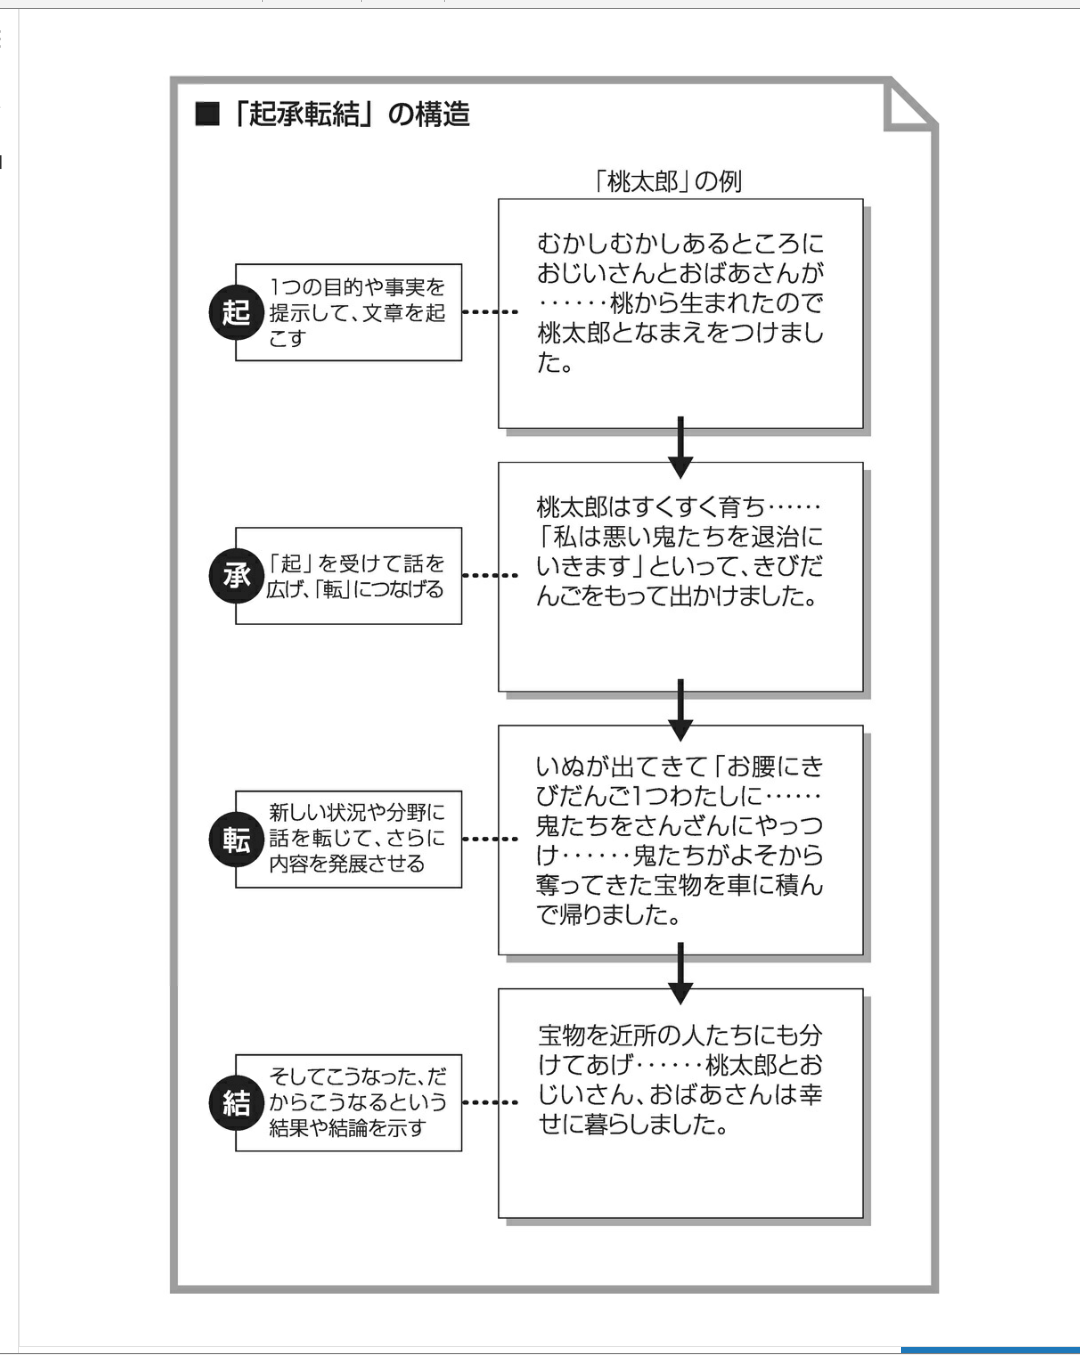 ■「起承転結」の構造
「桃太郎」の例
起
1つの目的や事実を
提示して、文章を起
こす
むかしむかしあるところに
おじいさんとおばあさんが
‥‥‥桃から生まれたので
桃太郎となまえをつけまし
た。
承
「起」を受けて話を
広げ、「転」につなげる
桃太郎はすくすく育ち‥‥‥
「私は悪い鬼たちを退治に
いきます」といって、きびだ
んごをもって出かけました。
転
新しい状況や分野に
話を転じて、さらに
内容を発展させる
いぬが出てきて「お腰にき
びだんご1つわたしに‥‥‥
鬼たちをさんざんにやっつ
け‥‥‥鬼たちがよそから
奪ってきた宝物を車に積ん
で帰りました。
結
そしてこうなった、だ
からこうなるという
結果や結論を示す
宝物を近所の人たちにも分
けてあげ‥‥‥桃太郎とお
じいさん、おばあさんは幸
せに暮らしました。